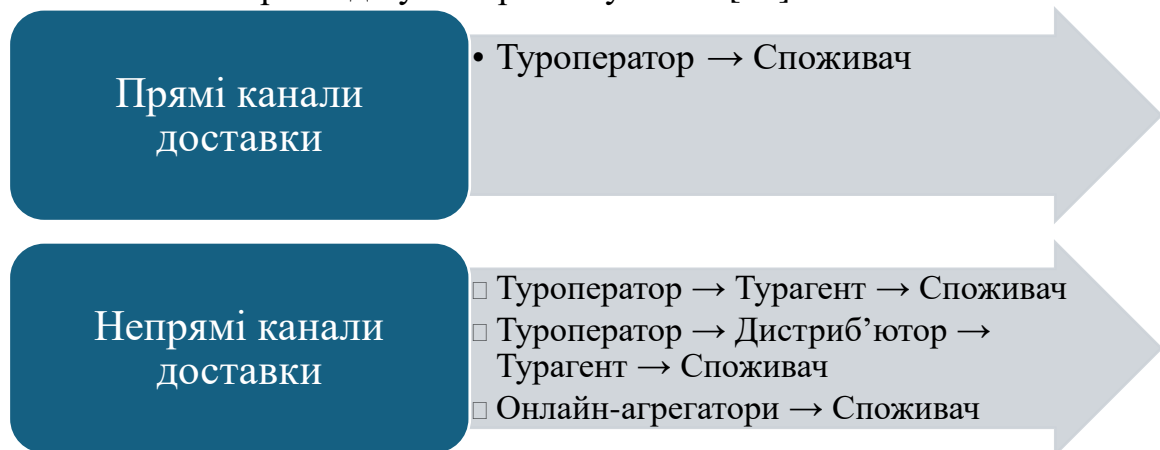 Прямі канали
доставки
• Туроператор → Споживач
Непрямі канали
доставки
Туроператор → Турагент → Споживач
Туроператор → Дистриб’ютор →
Турагент → Споживач
Онлайн-агрегатори → Споживач